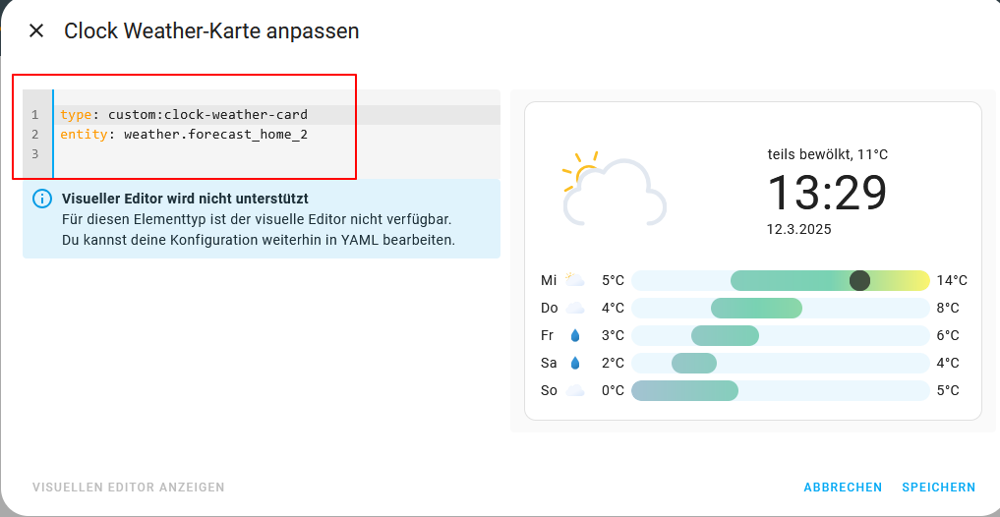 Clock Weather-Karte anpassen
1 type: custom:clock-weather-card
2 entity: weather.forecast_home_2
3
Visueller Editor wird nicht unterstützt
Für diesen Elementtyp ist der visuelle Editor nicht verfügbar.
Du kannst deine Konfiguration weiterhin in YAML bearbeiten.
teils bewölkt, 11°C
13:29
12.3.2025
Mi 5°C 14°C
Do 4°C 8°C
Fr 3°C 6°C
Sa 2°C 4°C
So 0°C 5°C
VISUELLEN EDITOR ANZEIGEN
ABBRECHEN SPEICHERN